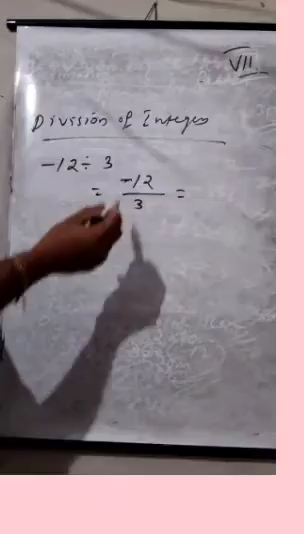 VII
Division of Integers
-12 ÷ 3
= -12/3 =